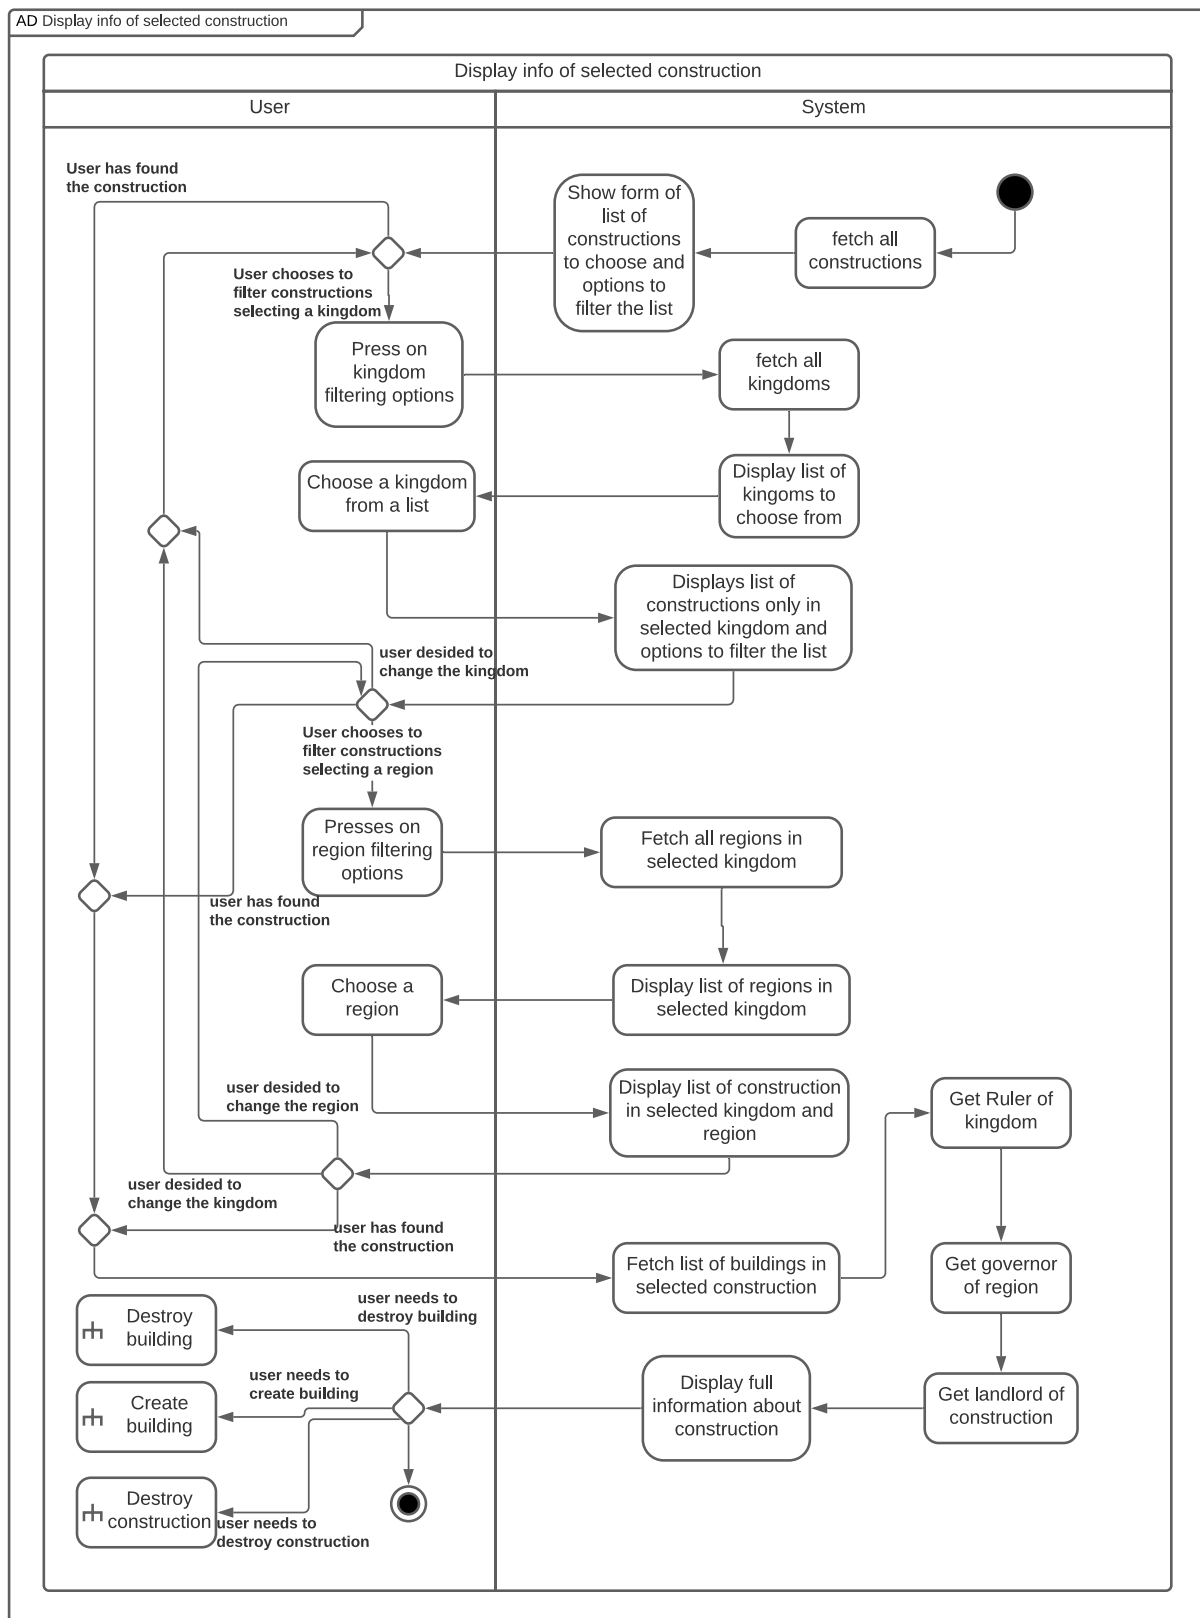 AD Display info of selected construction
Display info of selected construction
User
System
User has found
the construction
Show form of
list of
constructions
to choose and
options to
filter the list
fetch all
constructions
User chooses to
filter constructions
selecting a kingdom
Press on
kingdom
filtering options
fetch all
kingdoms
Choose a kingdom
from a list
Display list of
kingoms to
choose from
Displays list of
constructions only in
selected kingdom and
options to filter the list
user desided to
change the kingdom
User chooses to
filter constructions
selecting a region
Presses on
region filtering
options
Fetch all regions in
selected kingdom
user has found
the construction
Choose a
region
Display list of regions in
selected kingdom
user desided to
change the region
Display list of construction
in selected kingdom and
region
Get Ruler of
kingdom
user desided to
change the kingdom
user has found
the construction
Fetch list of buildings in
selected construction
Get governor
of region
Destroy
building
user needs to
destroy building
user needs to
create building
Create
building
Display full
information about
construction
Get landlord of
construction
Destroy
construction
user needs to
destroy construction